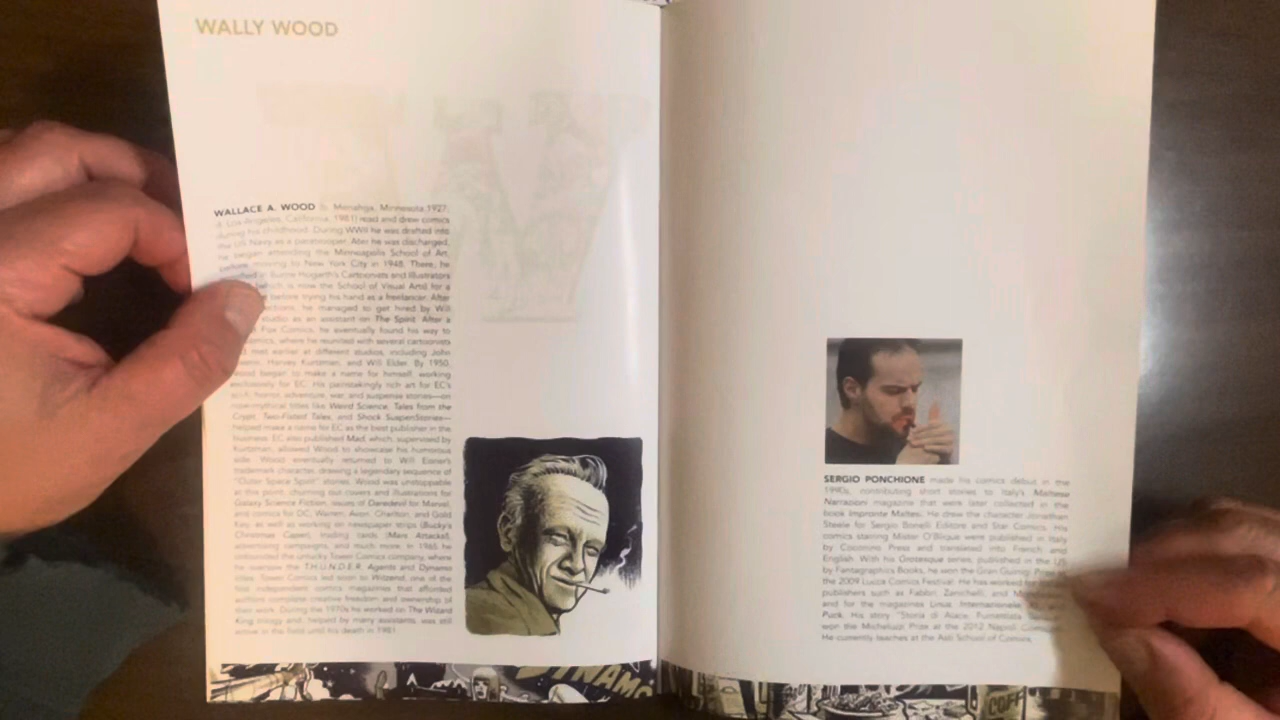 WALLY WOOD
WALLACE A. WOOD (b. Menahga, Minnesota 1927,
d. Los Angeles, California, 1981) read and drew comics
during his childhood. During WWII he was drafted into
the US Navy as a paratrooper. After he was discharged,
he began attending the Minneapolis School of Art,
before moving to New York City in 1948. There, he
in Burne Hogarth's Cartoonists and Illustrators
(which is now the School of Visual Arts) for a
before trying his hand as a freelancer. After
he managed to get hired by Will
studio as an assistant on The Spirit. After a
Fox Comics, he eventually found his way to
where he reunited with several cartoonists
met earlier at different studios, including John
Harvey Kurtzman, and Will Elder. By 1950,
Wood began to make a name for himself, working
exclusively for EC. His painstakingly rich art for EC's
sci-fi, horror, adventure, war, and suspense stories—on
now-mythical titles like Weird Science, Tales from the
Crypt, Two-Fisted Tales, and Shock SuspenStories—
helped make a name for EC as the best publisher in the
business. EC also published Mad, which, supervised by
Kurtzman, allowed Wood to showcase his humorous
side. Wood eventually returned to Will Eisner's
trademark character, drawing a legendary sequence of
"Outer Space Spirit" stories. Wood was unstoppable
at this point, churning out covers and illustrations for
Galaxy Science Fiction, issues of Daredevil for Marvel,
and comics for DC, Warren, Avon, Charlton, and Gold
Key, as well as working on newspaper strips (Bucky's
Christmas Caper), trading cards (Mars Attacks!),
advertising campaigns, and much more. In 1965 he
the unlucky Tower Comics company, where
he oversaw the T.H.U.N.D.E.R. Agents and Dynamo
titles. Tower Comics led soon to Witzend, one of the
first independent comics magazines that afforded
complete creative freedom and ownership of
their work. During the 1970s he worked on The Wizard
King trilogy and, helped by many assistants, was still
active in the field until his death in 1981.
DYNAMO
SERGIO PONCHIONE made his comics debut in the
1990s, contributing short stories to Italy's Maltese
Narrazioni magazine that were later collected in the
book Impronte Maltesi. He drew the character Jonathan
Steele for Sergio Bonelli Editore and Star Comics. His
comics starring Mister O'Blique were published in Italy
by Coconino Press and translated into French and
English. With his Grotesque series, published in the US
by Fantagraphics Books, he won the Gran Guinigi Prize at
the 2009 Lucca Comics Festival. He has worked for
publishers such as Fabbri, Zanichelli, and
and for the magazines Linus, Internazionale,
Puck. His story "Storia di Aiace, Fumentista
won the Micheluzzi Prize at the 2012 Napoli
He currently teaches at the Asti School of Comics.
COFF